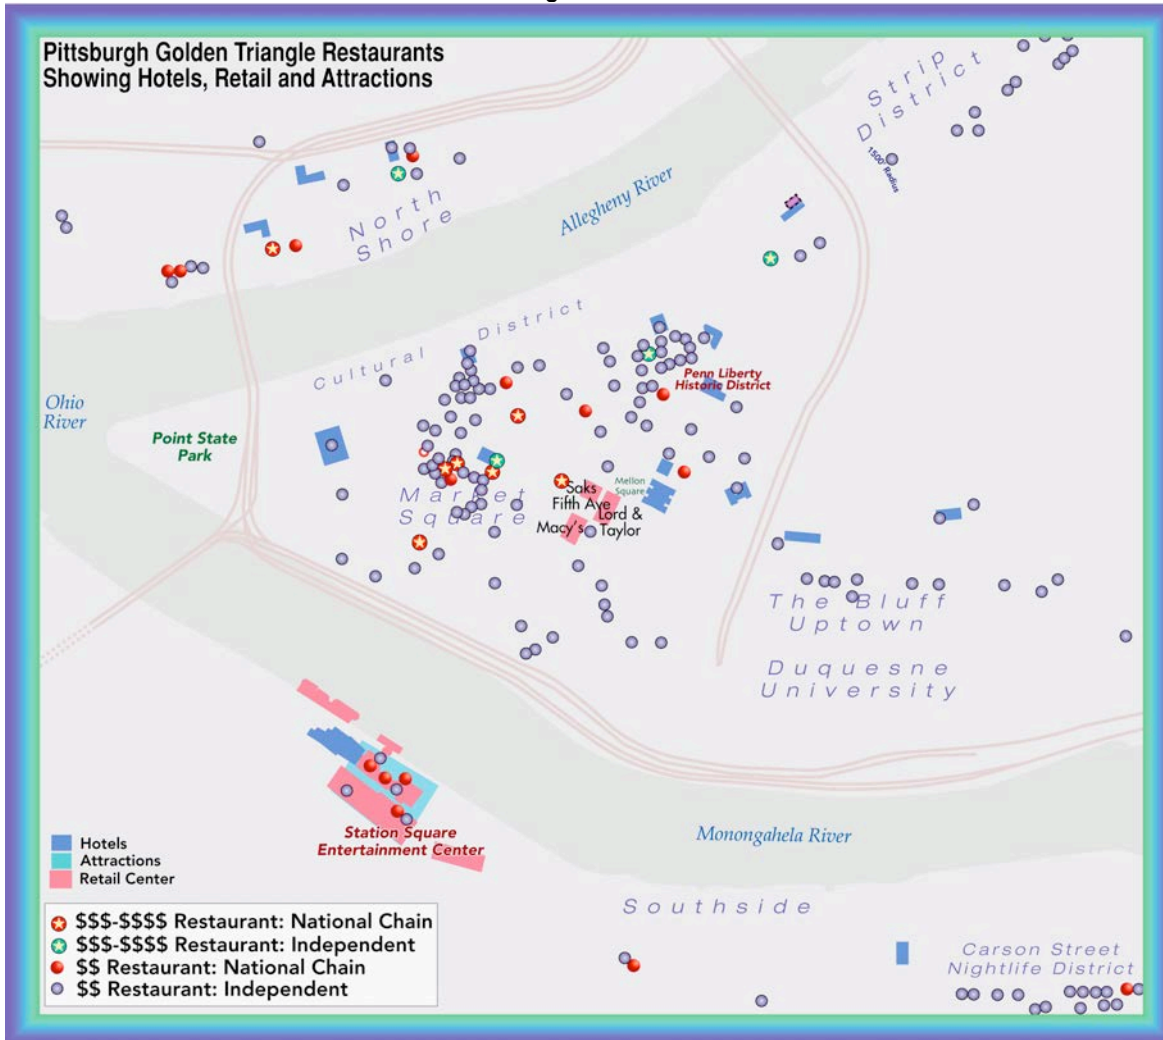 Pittsburgh Golden Triangle Restaurants
Showing Hotels, Retail and Attractions
Strip
District
1500' Radius
North
Shore
Allegheny River
Cultural District
Penn Liberty
Historic District
Ohio
River
Point State
Park
Market
Square
Mellon
Square
Saks
Fifth Ave
Lord &
Taylor
Macy's
The Bluff
Uptown
Duquesne
University
Station Square
Entertainment Center
Monongahela River
Southside
Carson Street
Nightlife District
Hotels
Attractions
Retail Center
$$$-$$$$ Restaurant: National Chain
$$$-$$$$ Restaurant: Independent
$$ Restaurant: National Chain
$$ Restaurant: Independent